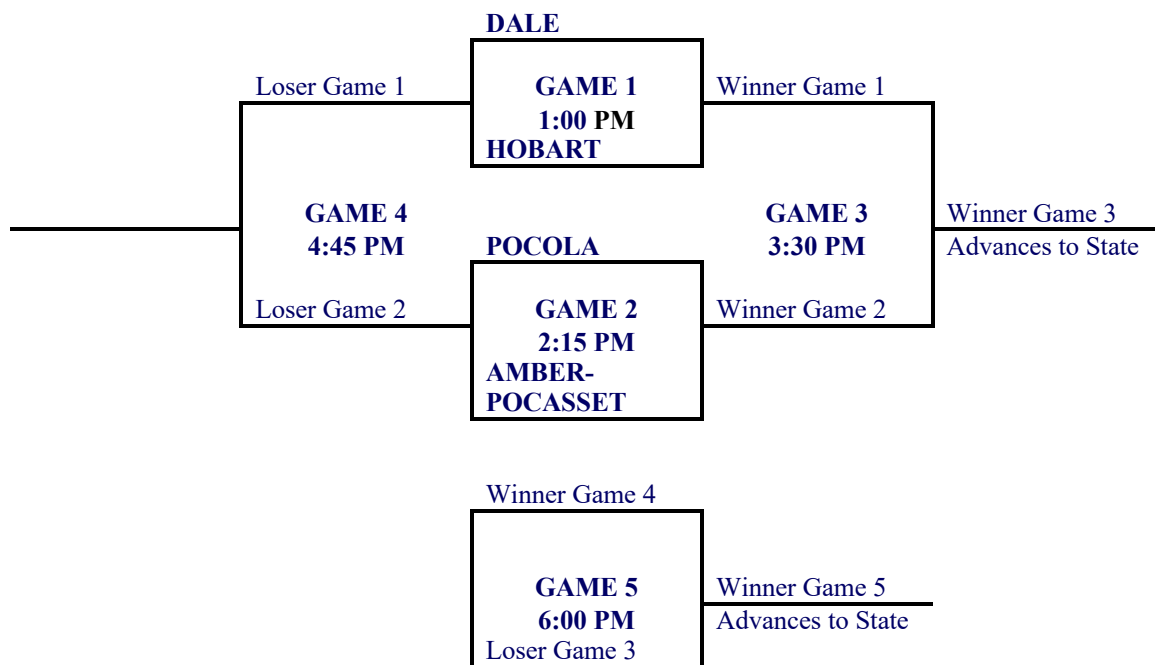 DALE
Loser Game 1
GAME 1
1:00 PM
Winner Game 1
HOBART
GAME 4
4:45 PM
GAME 3
3:30 PM
Winner Game 3
Advances to State
POCOLA
Loser Game 2
GAME 2
2:15 PM
Winner Game 2
AMBER-
POCASSET
Winner Game 4
GAME 5
6:00 PM
Winner Game 5
Advances to State
Loser Game 3